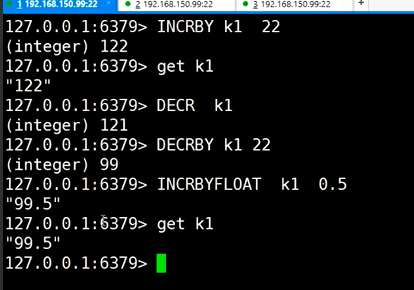 1 192.168.150.99:22 2 192.168.150.99:22 3 192.168.150.99:22 +
127.0.0.1:6379> INCRBY k1  22
(integer) 122
127.0.0.1:6379> get k1
"122"
127.0.0.1:6379> DECR  k1
(integer) 121
127.0.0.1:6379> DECRBY k1 22
(integer) 99
127.0.0.1:6379> INCRBYFLOAT  k1  0.5
"99.5"
127.0.0.1:6379> get k1
"99.5"
127.0.0.1:6379>